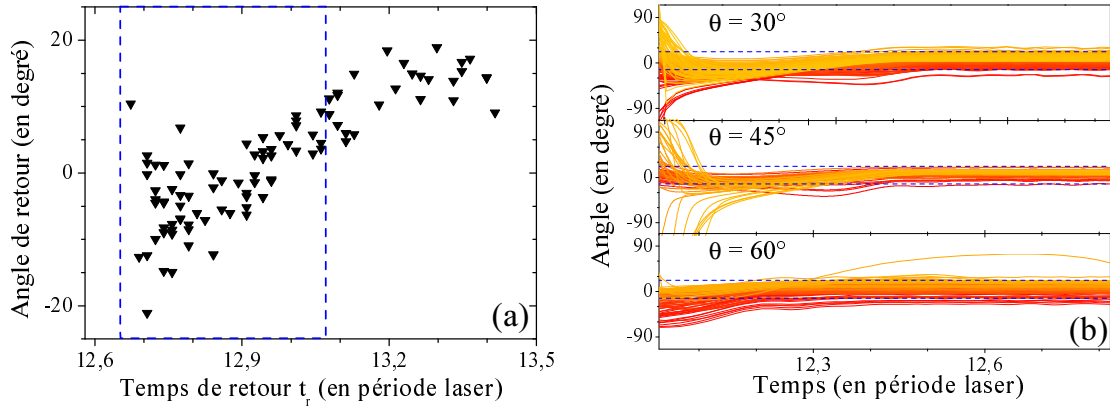 Angle de retour (en degré)
20
0
-20
12,6
12,9
13,2
13,5
Temps de retour t_r (en période laser)
(a)
(b)
Angle (en degré)
θ = 30°
90
0
-90
θ = 45°
90
0
-90
θ = 60°
90
0
-90
12,3
12,6
Temps (en période laser)